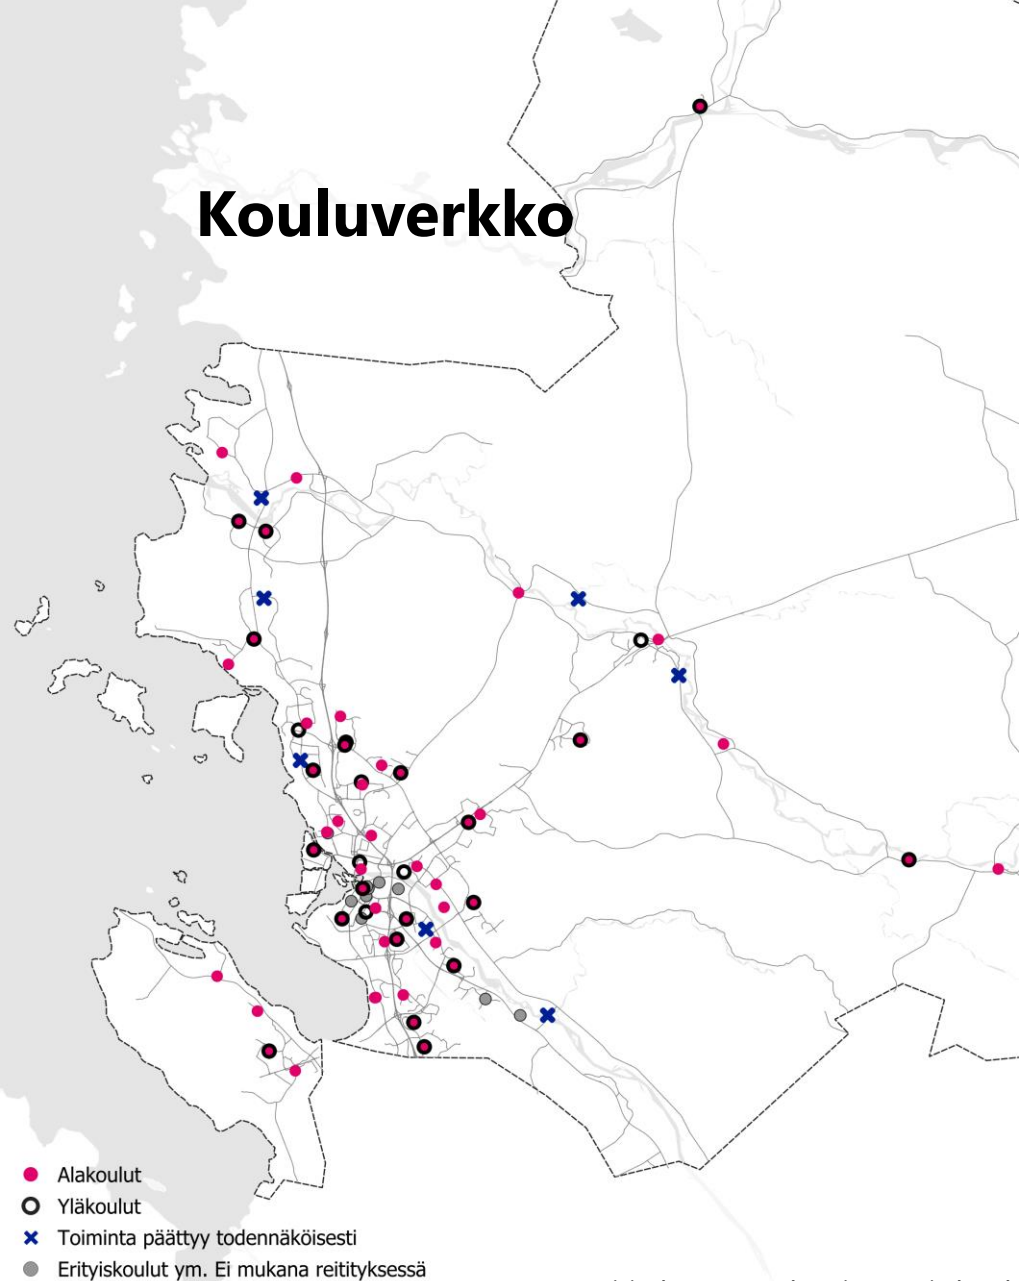 Kouluverkko
Alakoulut
Yläkoulut
Toiminta päättyy todennäköisesti
Erityiskoulut ym. Ei mukana reitityksessä